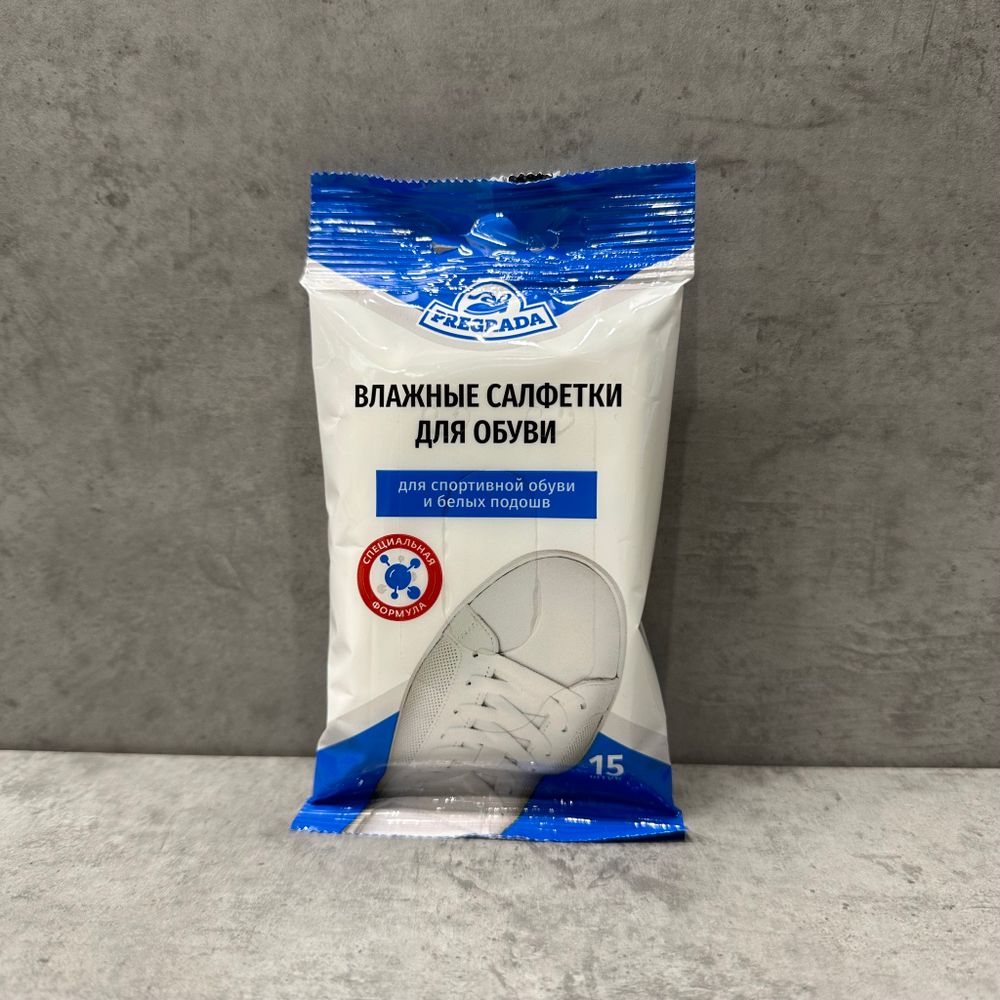 PREGRADA
ВЛАЖНЫЕ САЛФЕТКИ
ДЛЯ ОБУВИ
для спортивной обуви
и белых подошв
СПЕЦИАЛЬНАЯ
ФОРМУЛА
15